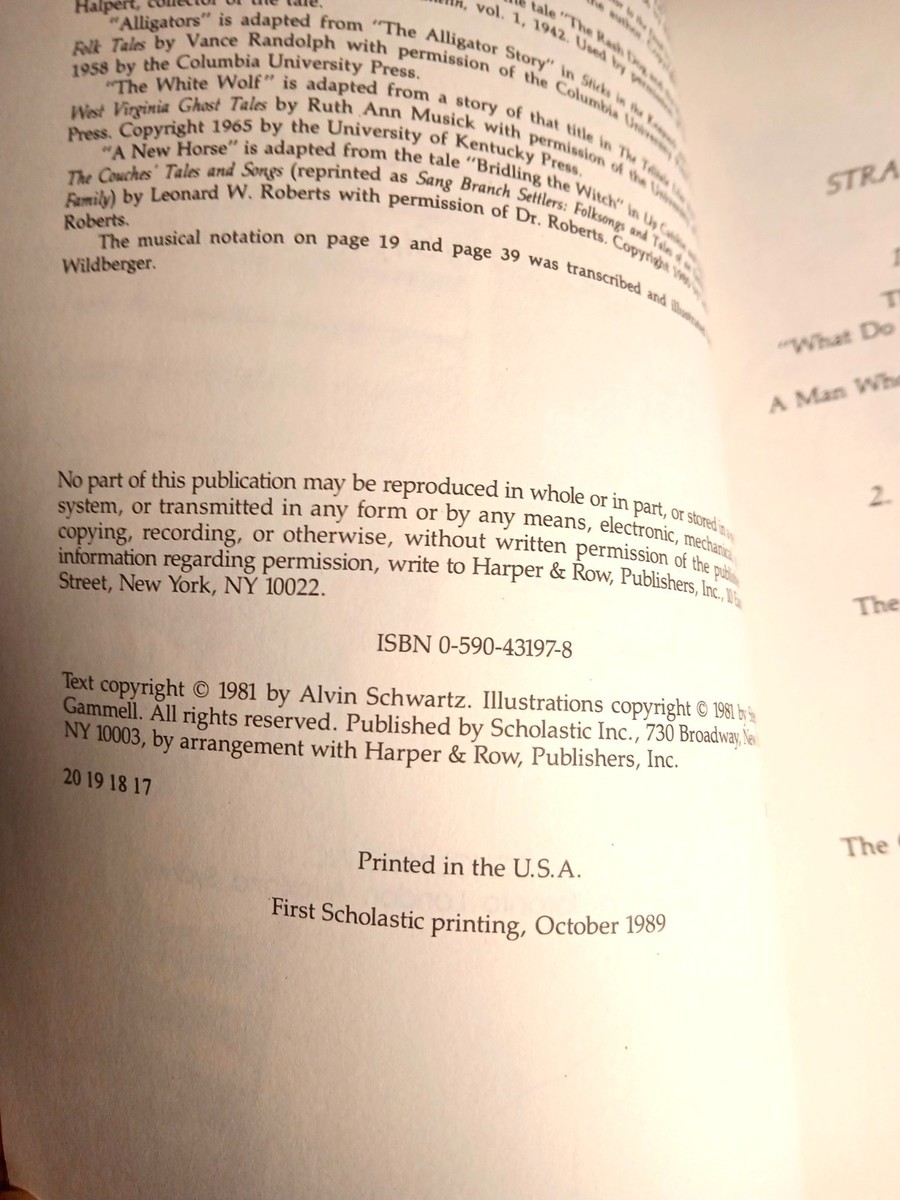 Halpert, collector of the tale.
"Alligators" is adapted from "The Alligator Story" in Sticks in the Knapsack
vol. 1, 1942. Used by
Folk Tales by Vance Randolph with permission of the Columbia University
1958 by the Columbia University Press.
"The White Wolf" is adapted from a story of that title in The Telltale
West Virginia Ghost Tales by Ruth Ann Musick with permission of the
Press. Copyright 1965 by the University of Kentucky Press.
"A New Horse" is adapted from the tale "Bridling the Witch" in Up Cutshin
The Couches' Tales and Songs (reprinted as Sang Branch Settlers: Folksongs and Tales of
Family) by Leonard W. Roberts with permission of Dr. Roberts. Copyright
Roberts.
The musical notation on page 19 and page 39 was transcribed and illustrated
Wildberger.
No part of this publication may be reproduced in whole or in part, or stored in
system, or transmitted in any form or by any means, electronic, mechanical,
copying, recording, or otherwise, without written permission of the
information regarding permission, write to Harper & Row, Publishers, Inc., 10
Street, New York, NY 10022.
ISBN 0-590-43197-8
Text copyright © 1981 by Alvin Schwartz. Illustrations copyright © 1981 by
Gammell. All rights reserved. Published by Scholastic Inc., 730 Broadway, New
NY 10003, by arrangement with Harper & Row, Publishers, Inc.
20 19 18 17
Printed in the U.S.A.
First Scholastic printing, October 1989
STRA
"What Do
A Man Who
2.
The
The